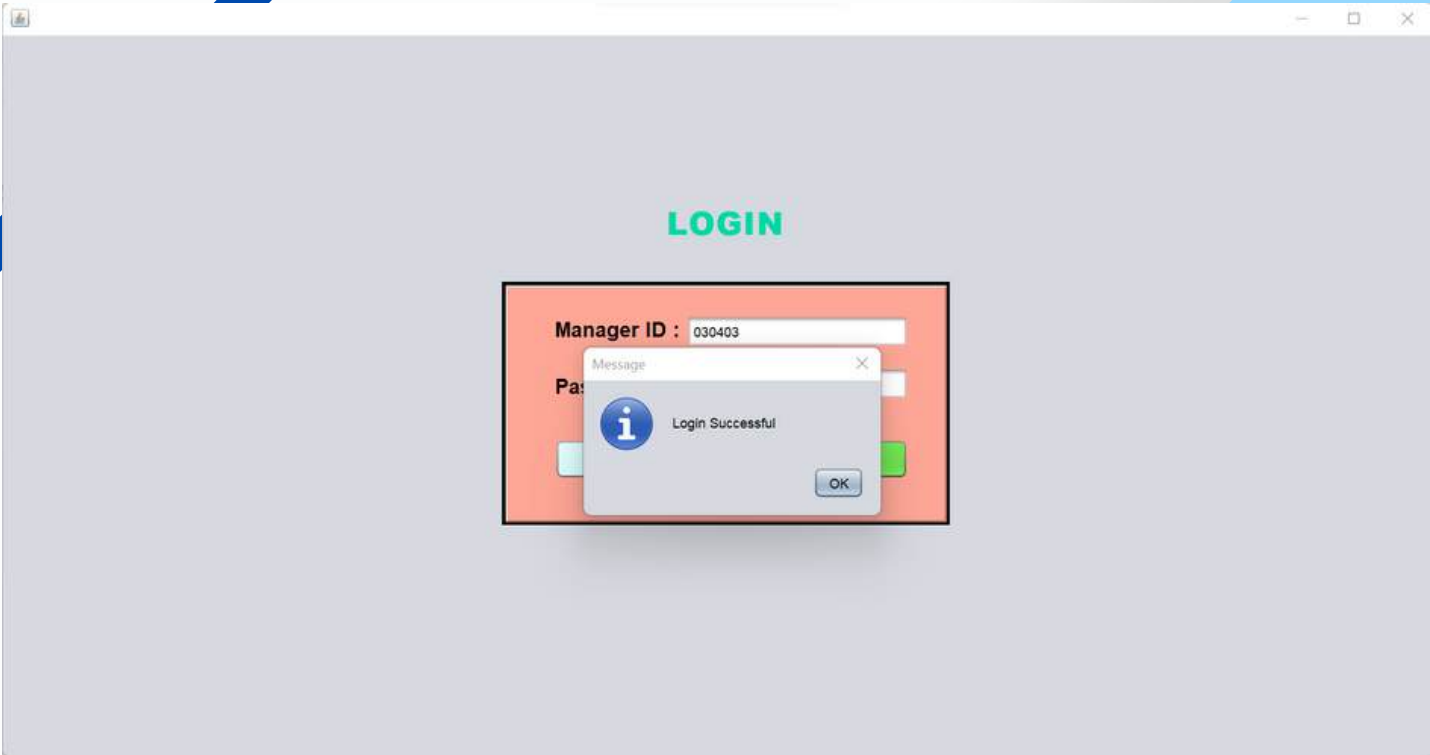 LOGIN
Manager ID : 030403
Message
Login Successful
OK